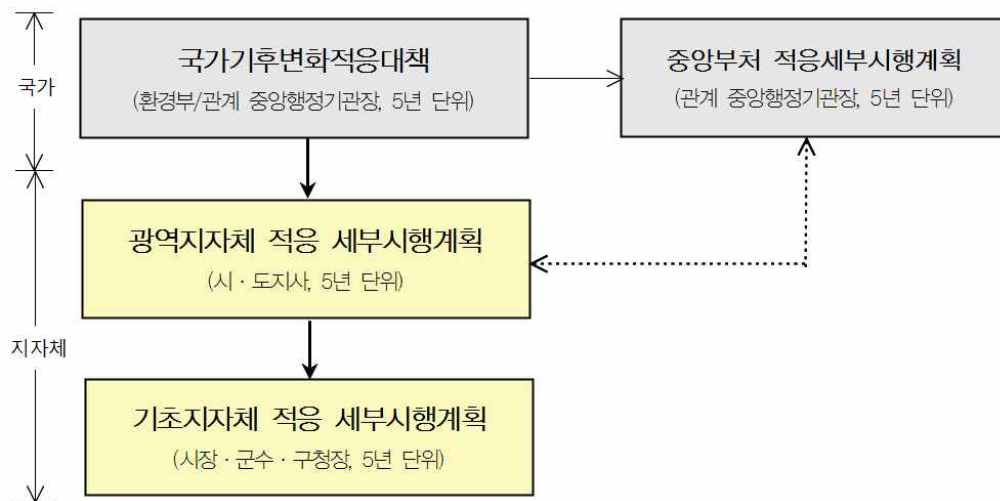 국가
국가기후변화적응대책
(환경부/관계 중앙행정기관장, 5년 단위)
중앙부처 적응세부시행계획
(관계 중앙행정기관장, 5년 단위)
지자체
광역지자체 적응 세부시행계획
(시 · 도지사, 5년 단위)
기초지자체 적응 세부시행계획
(시장 · 군수 · 구청장, 5년 단위)